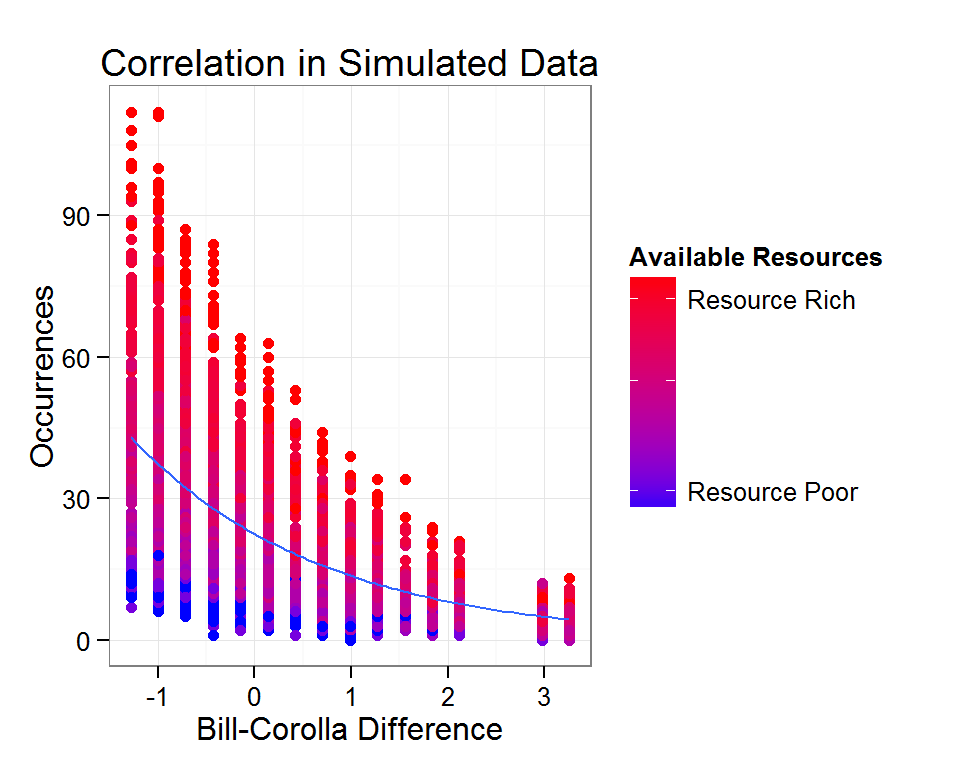 Correlation in Simulated Data
Occurrences
90
60
30
0
-1 0 1 2 3
Bill-Corolla Difference
Available Resources
Resource Rich
Resource Poor